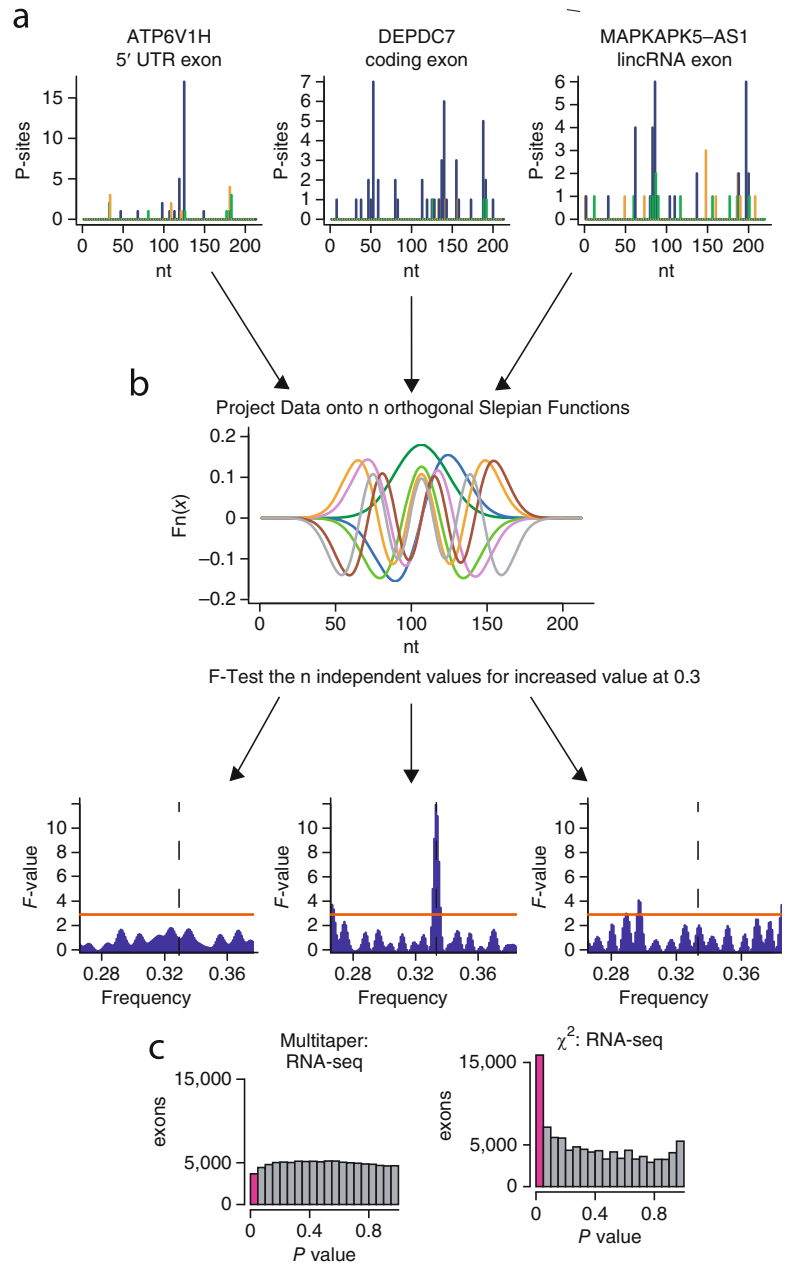 a
ATP6V1H
5′ UTR exon
DEPDC7
coding exon
MAPKAPK5–AS1
lincRNA exon
P-sites
15
10
5
0
0 50 100 150 200
nt
P-sites
7
6
5
4
3
2
1
0
0 50 100 150 200
nt
P-sites
6
5
4
3
2
1
0
0 50 100 150 200
nt
b
Project Data onto n orthogonal Slepian Functions
Fn(x)
0.2
0.1
0
–0.1
–0.2
0 50 100 150 200
nt
F-Test the n independent values for increased value at 0.3
F-value
10
8
6
4
2
0
0.28 0.32 0.36
Frequency
F-value
10
8
6
4
2
0
0.28 0.32 0.36
Frequency
F-value
10
8
6
4
2
0
0.28 0.32 0.36
Frequency
c
Multitaper:
RNA-seq
exons
15,000
5,000
0
0 0.4 0.8
P value
χ²: RNA-seq
exons
15,000
5,000
0
0 0.4 0.8
P value